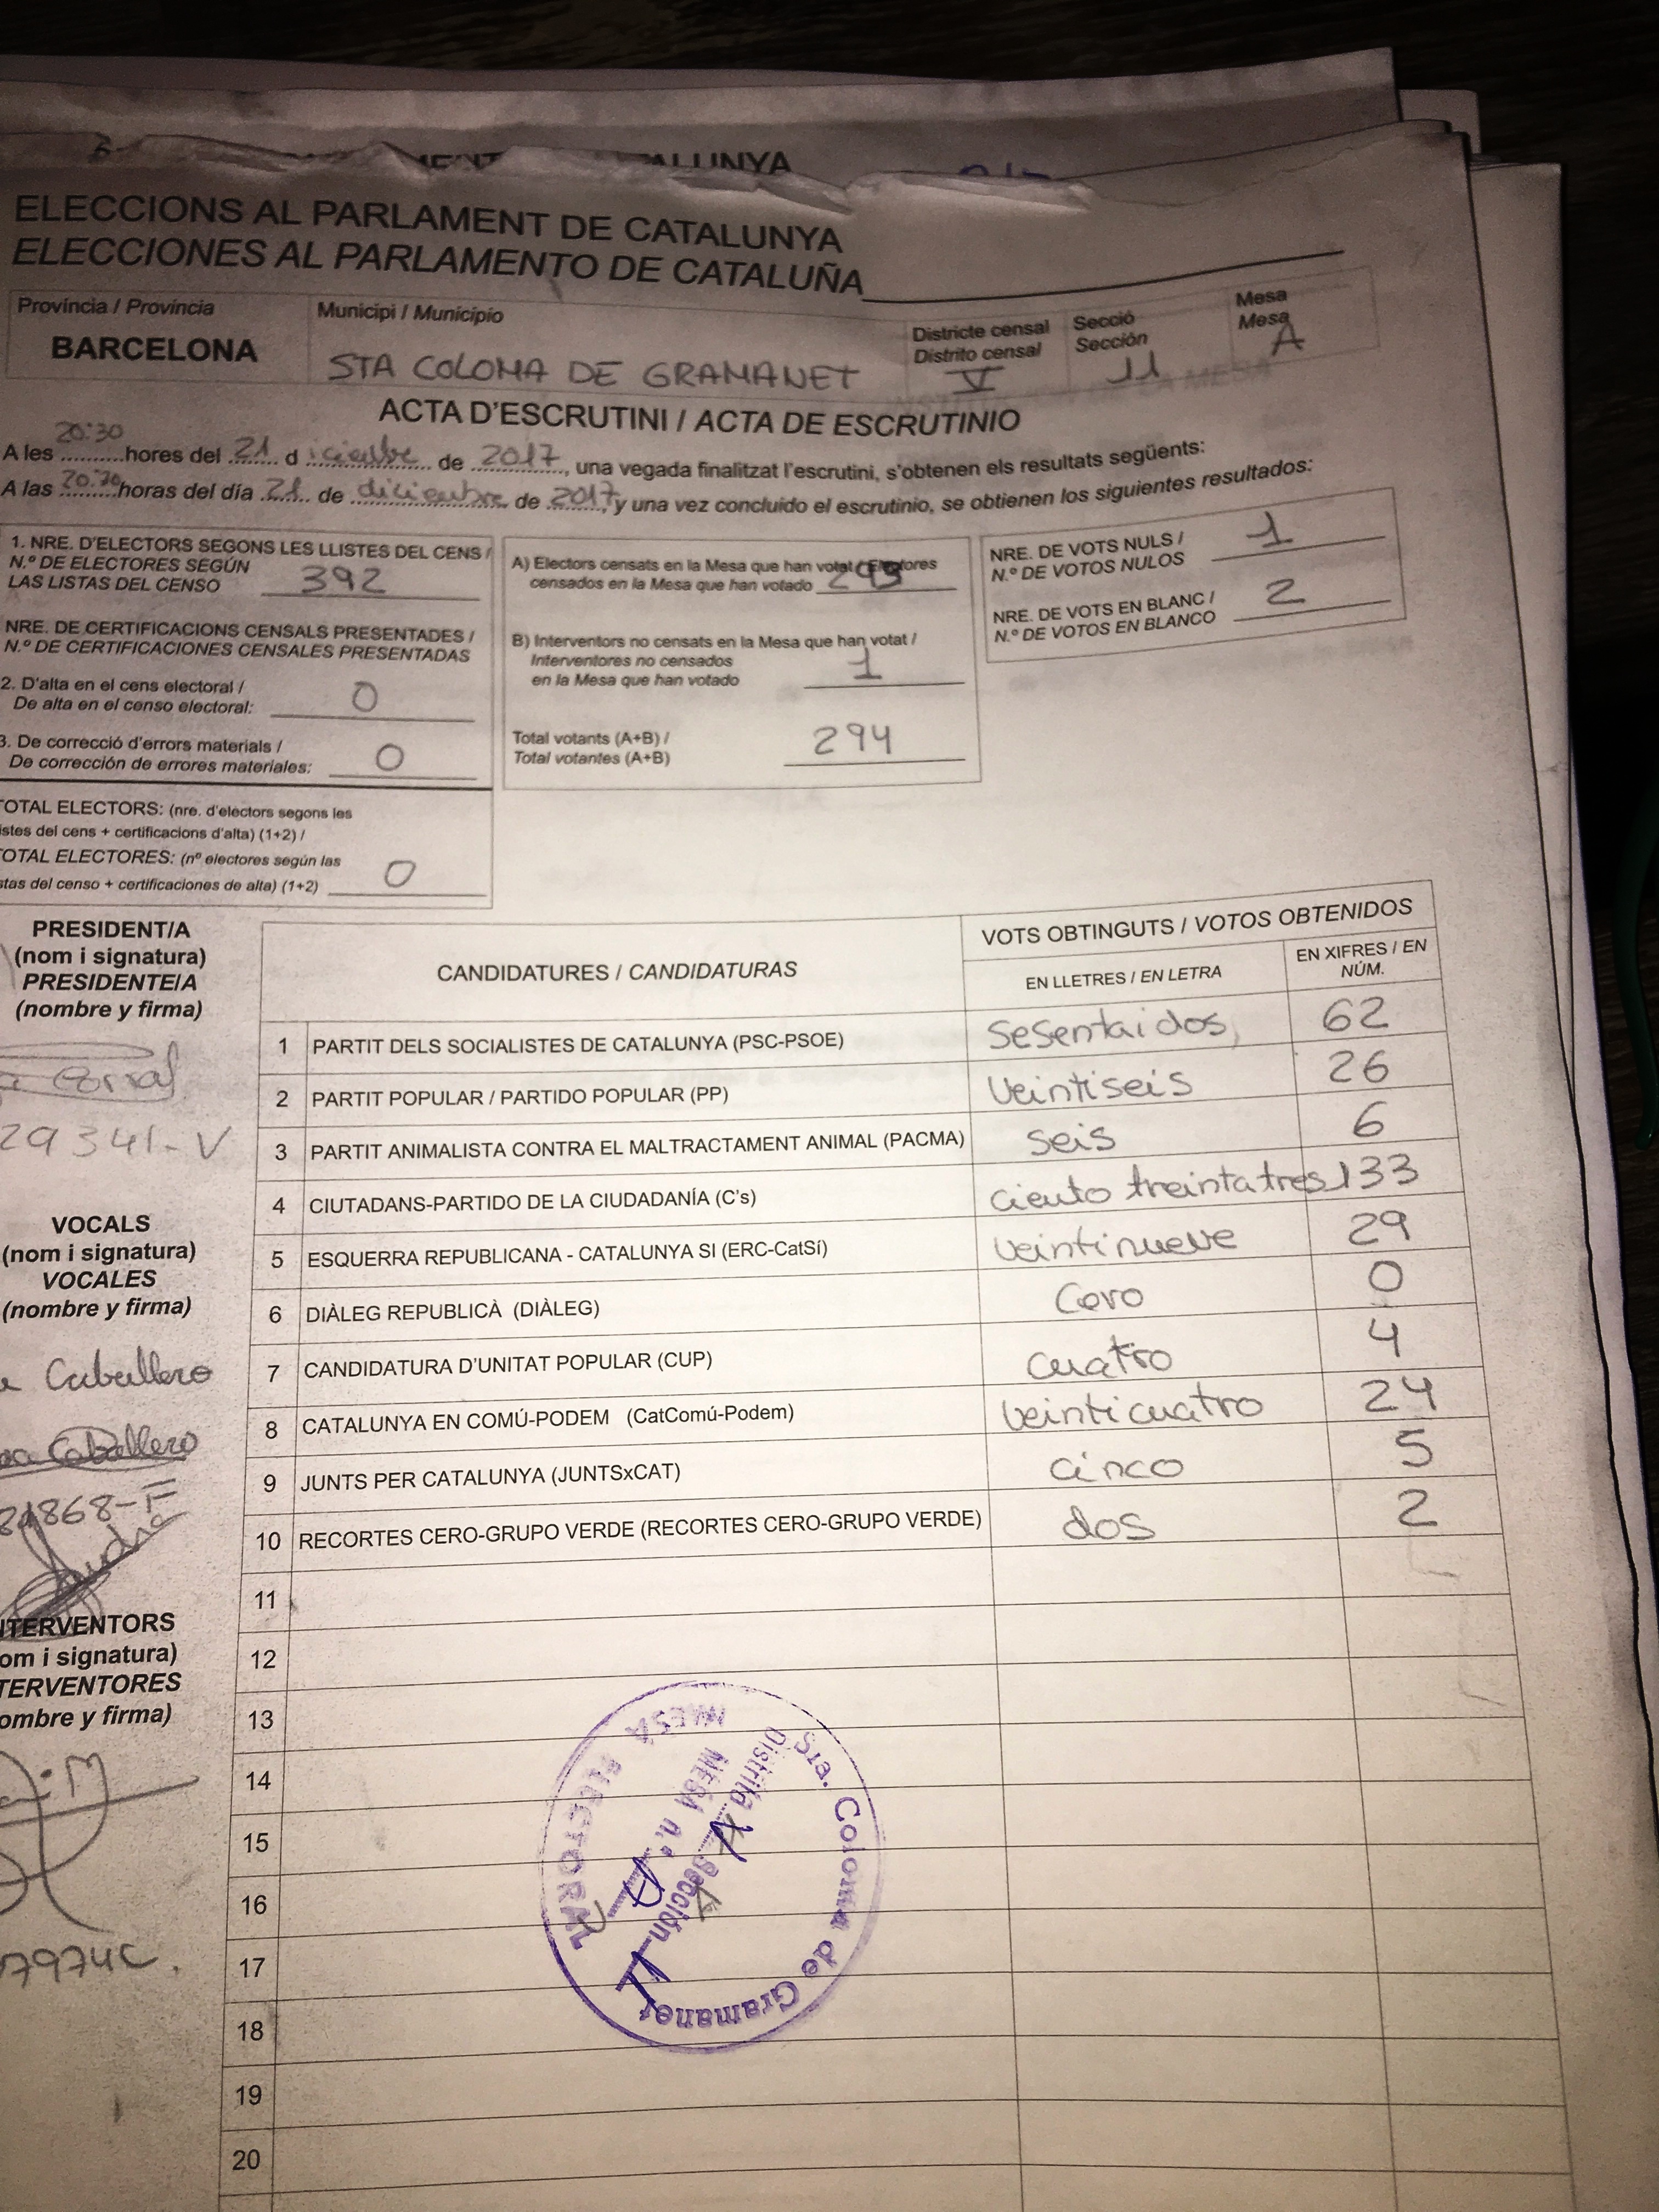 ELECCIONS AL PARLAMENT DE CATALUNYA
ELECCIONES AL PARLAMENTO DE CATALUÑA
Província / Provincia
BARCELONA
Municipi / Municipio
STA COLOMA DE GRAMANET
Districte censal
Distrito censal
V
Secció
Sección
11
Mesa
Mesa
A
ACTA D'ESCRUTINI / ACTA DE ESCRUTINIO
A les 20:30 hores del 21 d iciembre de 2017, una vegada finalitzat l'escrutini, s'obtenen els resultats següents:
A las 20:30 horas del día 21 de diciembre de 2017, y una vez concluido el escrutinio, se obtienen los siguientes resultados:
1. NRE. D'ELECTORS SEGONS LES LLISTES DEL CENS /
N.º DE ELECTORES SEGÚN
LAS LISTAS DEL CENSO 392
NRE. DE CERTIFICACIONS CENSALS PRESENTADES /
N.º DE CERTIFICACIONES CENSALES PRESENTADAS
2. D'alta en el cens electoral /
De alta en el censo electoral: 0
3. De correcció d'errors materials /
De corrección de errores materiales: 0
TOTAL ELECTORS: (nre. d'electors segons les
istes del cens + certificacions d'alta) (1+2) /
TOTAL ELECTORES: (nº electores según las
stas del censo + certificaciones de alta) (1+2) 0
A) Electors censats en la Mesa que han votat / Electores
censados en la Mesa que han votado 293
B) Interventors no censats en la Mesa que han votat /
Interventores no censados
en la Mesa que han votado 1
Total votants (A+B) /
Total votantes (A+B) 294
NRE. DE VOTS NULS /
N.º DE VOTOS NULOS 1
NRE. DE VOTS EN BLANC /
N.º DE VOTOS EN BLANCO 2
PRESIDENT/A
(nom i signatura)
PRESIDENTE/A
(nombre y firma)
Corral
29341-V
VOCALS
(nom i signatura)
VOCALES
(nombre y firma)
Caballero
Caballero
868-F
NTERVENTORS
om i signatura)
TERVENTORES
ombre y firma)
7974C.
CANDIDATURES / CANDIDATURAS
VOTS OBTINGUTS / VOTOS OBTENIDOS
EN LLETRES / EN LETRA
EN XIFRES / EN
NÚM.
1 PARTIT DELS SOCIALISTES DE CATALUNYA (PSC-PSOE) Sesentaidos 62
2 PARTIT POPULAR / PARTIDO POPULAR (PP) Veintiseis 26
3 PARTIT ANIMALISTA CONTRA EL MALTRACTAMENT ANIMAL (PACMA) seis 6
4 CIUTADANS-PARTIDO DE LA CIUDADANÍA (C's) ciento treintatres 133
5 ESQUERRA REPUBLICANA - CATALUNYA SI (ERC-CatSí) veintinueve 29
6 DIÀLEG REPUBLICÀ (DIÀLEG) Cero 0
7 CANDIDATURA D'UNITAT POPULAR (CUP) cuatro 4
8 CATALUNYA EN COMÚ-PODEM (CatComú-Podem) veinticuatro 24
9 JUNTS PER CATALUNYA (JUNTSxCAT) cinco 5
10 RECORTES CERO-GRUPO VERDE (RECORTES CERO-GRUPO VERDE) dos 2
11
12
13
14
15
16
17
18
19
20
Sta. Coloma de Gramanet
Distrito V Sección 11
MESA n.º A
MESA ELECTORAL